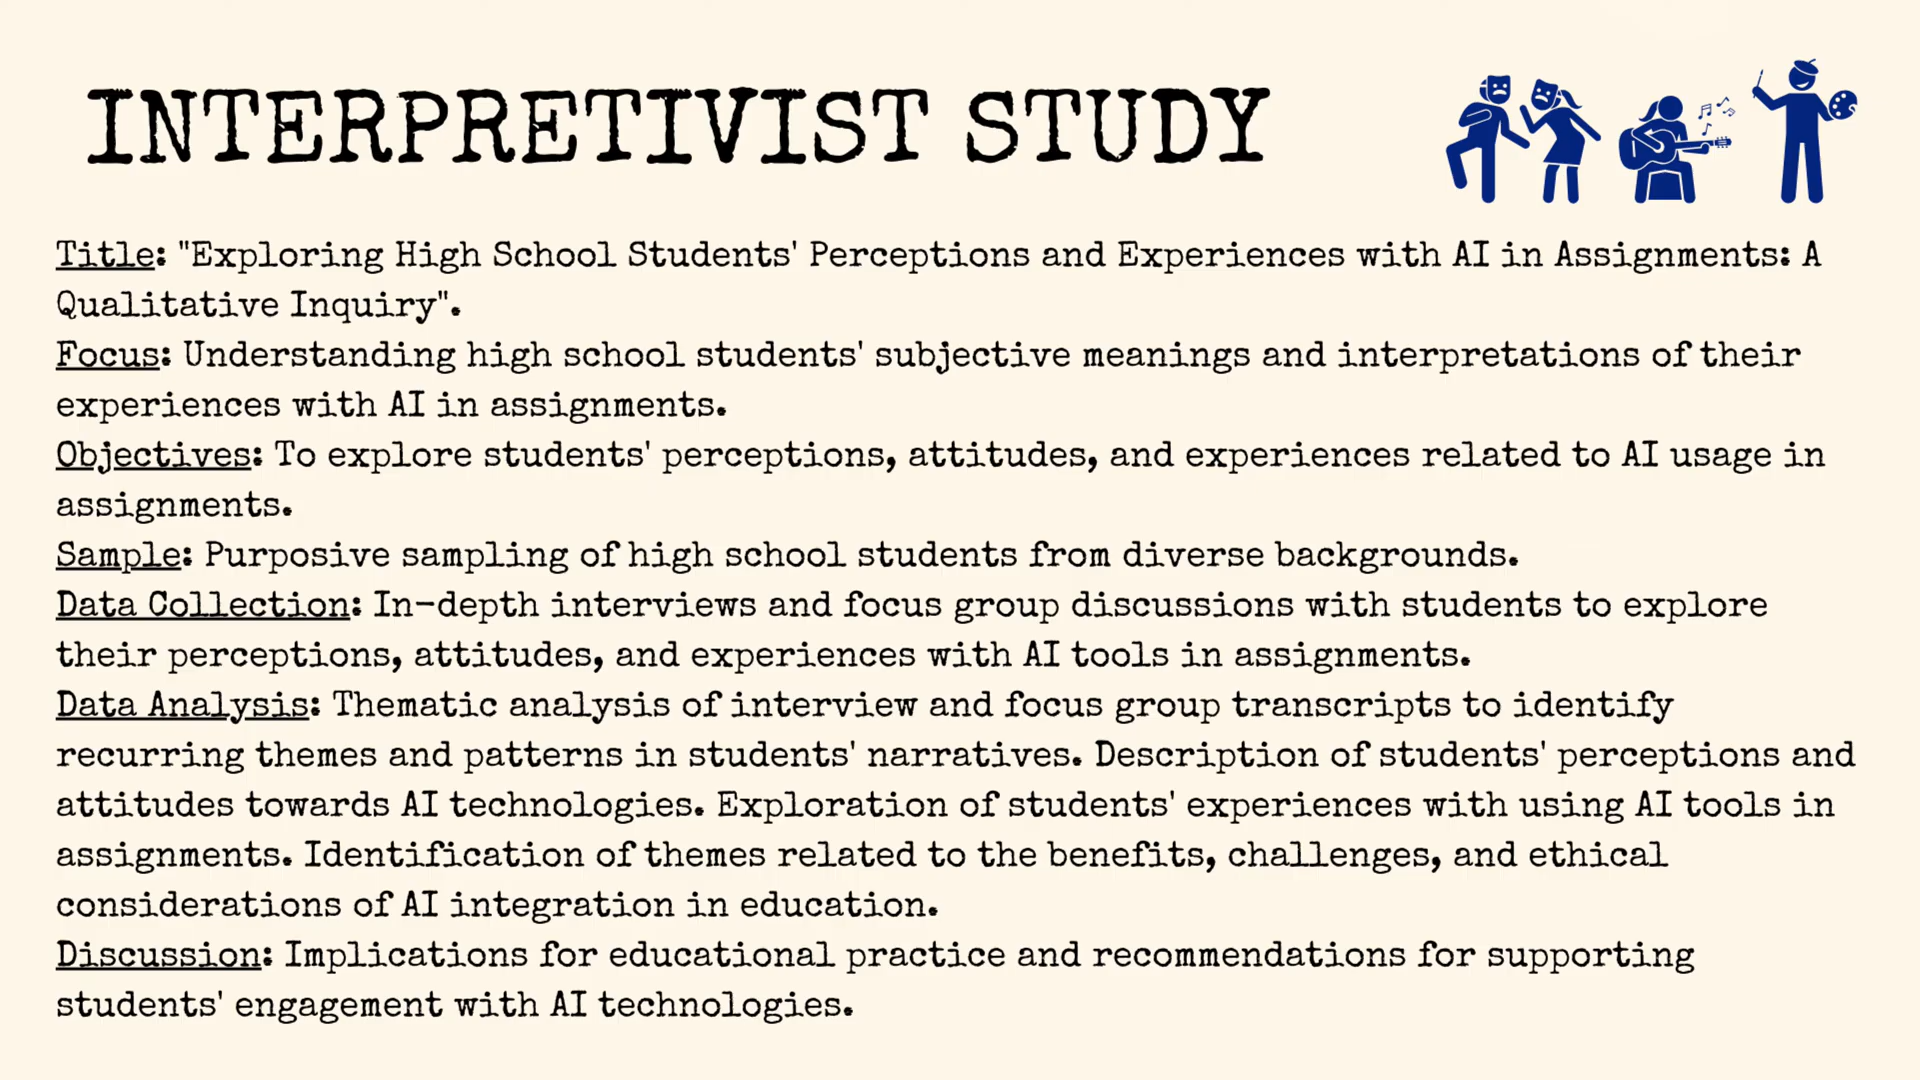 INTERPRETIVIST STUDY
Title: "Exploring High School Students' Perceptions and Experiences with AI in Assignments: A
Qualitative Inquiry".
Focus: Understanding high school students' subjective meanings and interpretations of their
experiences with AI in assignments.
Objectives: To explore students' perceptions, attitudes, and experiences related to AI usage in
assignments.
Sample: Purposive sampling of high school students from diverse backgrounds.
Data Collection: In-depth interviews and focus group discussions with students to explore
their perceptions, attitudes, and experiences with AI tools in assignments.
Data Analysis: Thematic analysis of interview and focus group transcripts to identify
recurring themes and patterns in students' narratives. Description of students' perceptions and
attitudes towards AI technologies. Exploration of students' experiences with using AI tools in
assignments. Identification of themes related to the benefits, challenges, and ethical
considerations of AI integration in education.
Discussion: Implications for educational practice and recommendations for supporting
students' engagement with AI technologies.